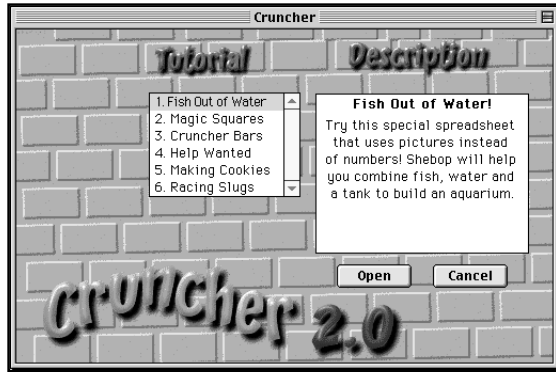 Cruncher
Tutorial
Description
1. Fish Out of Water
2. Magic Squares
3. Cruncher Bars
4. Help Wanted
5. Making Cookies
6. Racing Slugs
Fish Out of Water!
Try this special spreadsheet
that uses pictures instead
of numbers! Shebop will help
you combine fish, water and
a tank to build an aquarium.
Open
Cancel
Cruncher 2.0